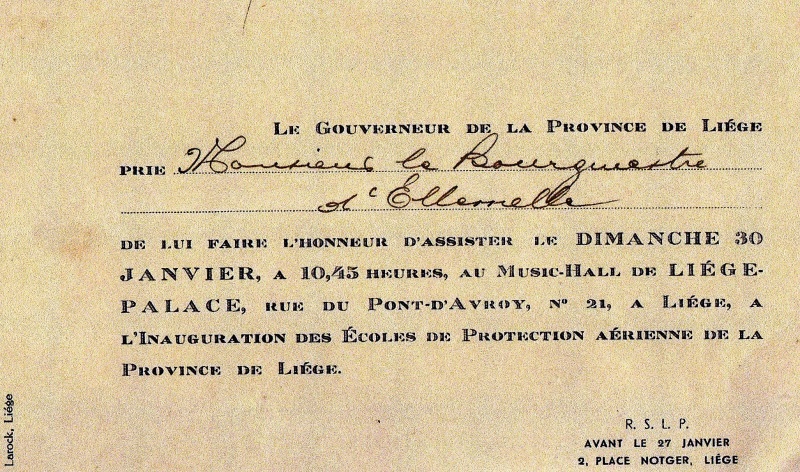 LE GOUVERNEUR DE LA PROVINCE DE LIÉGE
PRIE Monsieur le Bourgmestre
d'Ellemelle
DE LUI FAIRE L'HONNEUR D'ASSISTER LE DIMANCHE 30
JANVIER, A 10,45 HEURES, AU MUSIC-HALL DE LIÉGE-
PALACE, RUE DU PONT-D'AVROY, N° 21, A LIÉGE, A
L'INAUGURATION DES ÉCOLES DE PROTECTION AÉRIENNE DE LA
PROVINCE DE LIÉGE.
R. S. L. P.
AVANT LE 27 JANVIER
2, PLACE NOTGER, LIÉGE
Larock, Liége